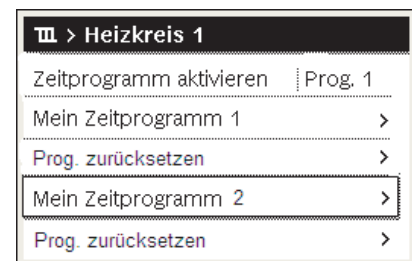 > Heizkreis 1
Zeitprogramm aktivieren Prog. 1
Mein Zeitprogramm 1 >
Prog. zurücksetzen >
Mein Zeitprogramm 2 >
Prog. zurücksetzen >